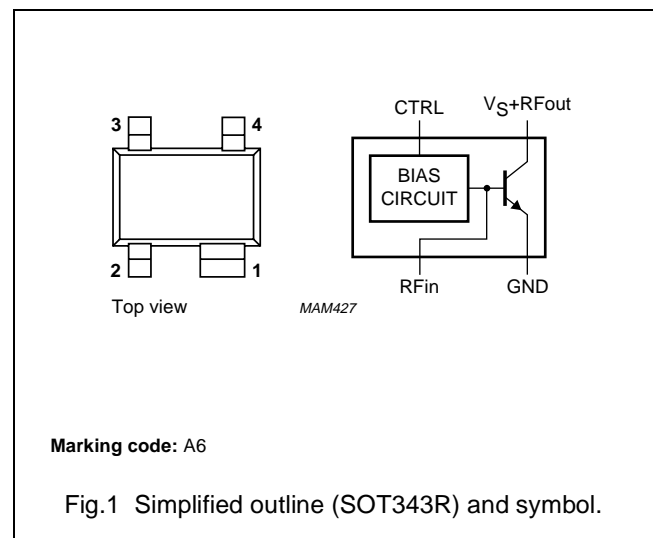 CTRL
VS+RFout
3
4
BIAS
CIRCUIT
2
1
RFin
GND
Top view
MAM427
Marking code: A6
Fig.1 Simplified outline (SOT343R) and symbol.